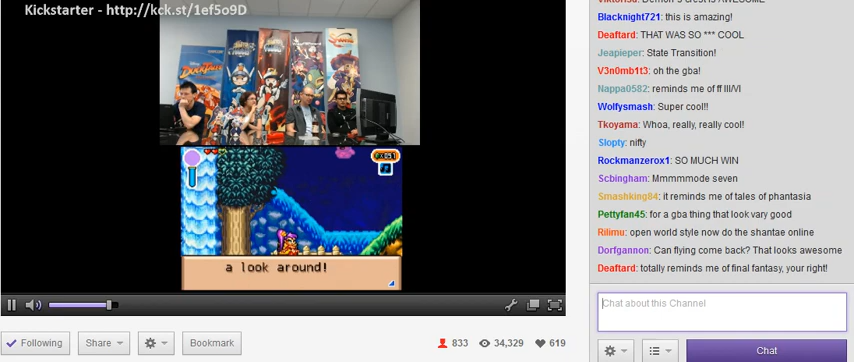 Kickstarter - http://kck.st/1ef5o9D
DUCKTALES
a look around!
Following
Share
Bookmark
833
34,329
619
Blacknight721: this is amazing!
Deaftard: THAT WAS SO *** COOL
Jeapieper: State Transition!
V3n0mb1t3: oh the gba!
Nappa0582: reminds me of ff III/VI
Wolfysmash: Super cool!!
Tkoyama: Whoa, really, really cool!
Slopty: nifty
Rockmanzerox1: SO MUCH WIN
Scbingham: Mmmmmode seven
Smashking84: it reminds me of tales of phantasia
Pettyfan45: for a gba thing that look vary good
Rilimu: open world style now do the shantae online
Dorfgannon: Can flying come back? That looks awesome
Deaftard: totally reminds me of final fantasy, your right!
Chat about this Channel
Chat